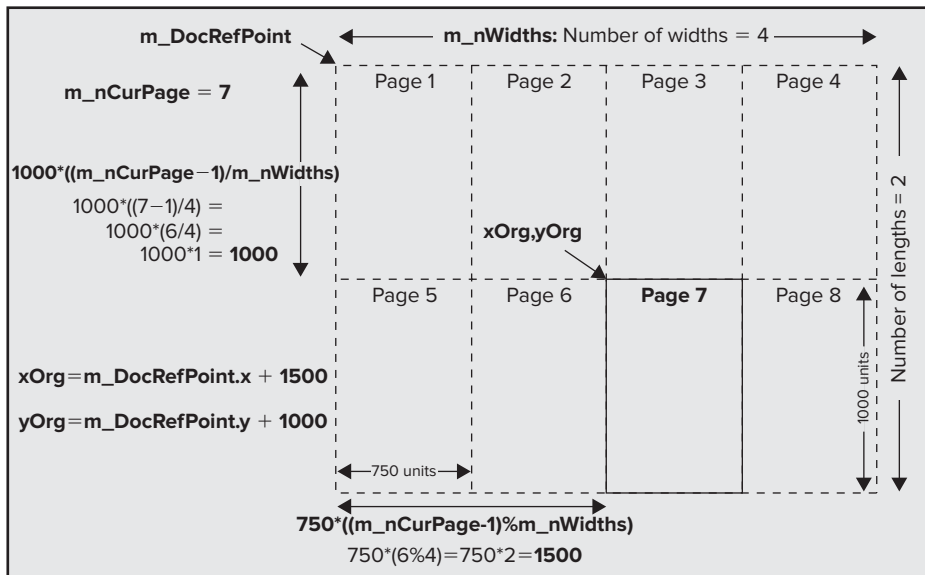 m_DocRefPoint
m_nWidths: Number of widths = 4
m_nCurPage = 7
Page 1
Page 2
Page 3
Page 4
1000*((m_nCurPage−1)/m_nWidths)
1000*((7−1)/4) =
1000*(6/4) =
1000*1 = 1000
xOrg,yOrg
Number of lengths = 2
Page 5
Page 6
Page 7
Page 8
xOrg=m_DocRefPoint.x + 1500
yOrg=m_DocRefPoint.y + 1000
1000 units
750 units
750*((m_nCurPage-1)%m_nWidths)
750*(6%4)=750*2=1500